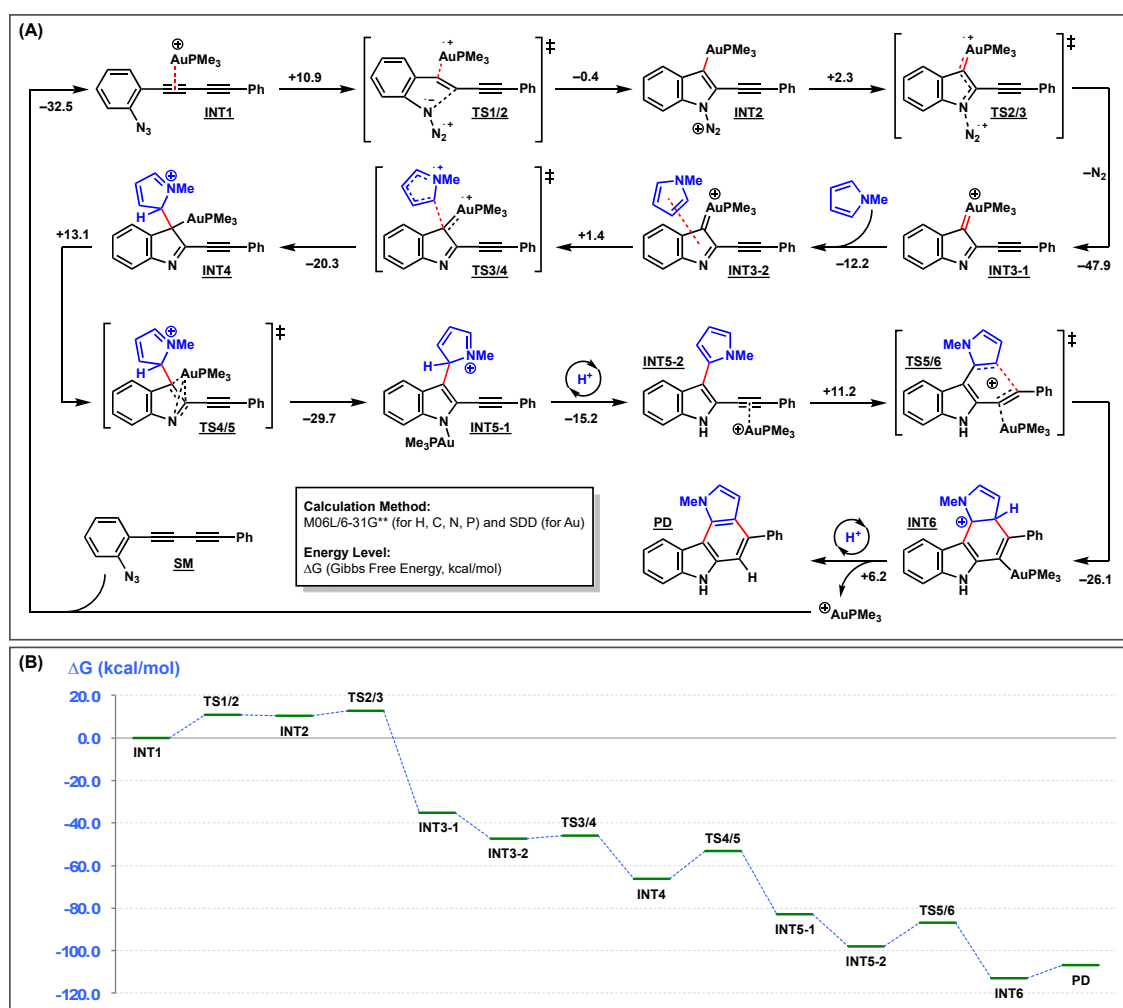 (A)
⊕
AuPMe3
Ph
N3
INT1
+10.9
·+
AuPMe3
Ph
·−
N
N2
·+
TS1/2
‡
−0.4
AuPMe3
Ph
N
N2
⊕
INT2
+2.3
·+
AuPMe3
Ph
N
N2
·+
TS2/3
‡
−32.5
−N2
⊕
NMe
H
AuPMe3
Ph
N
INT4
−20.3
·+
NMe
·+
AuPMe3
Ph
N
TS3/4
‡
+1.4
NMe
⊕
AuPMe3
Ph
N
INT3-2
NMe
−12.2
⊕
AuPMe3
Ph
N
INT3-1
−47.9
+13.1
⊕
NMe
H
AuPMe3
Ph
N
TS4/5
‡
−29.7
H
NMe
⊕
Ph
N
Me3PAu
INT5-1
H+
−15.2
INT5-2
N
Me
Ph
N
H
⊕AuPMe3
+11.2
TS5/6
MeN
⊕
Ph
N
H
AuPMe3
‡
Ph
N3
SM
Calculation Method:
M06L/6-31G** (for H, C, N, P) and SDD (for Au)
Energy Level:
ΔG (Gibbs Free Energy, kcal/mol)
PD
MeN
Ph
N
H
H
H+
+6.2
⊕AuPMe3
INT6
MeN
⊕
H
Ph
N
H
AuPMe3
−26.1
(B)
ΔG (kcal/mol)
20.0
0.0
-20.0
-40.0
-60.0
-80.0
-100.0
-120.0
INT1
TS1/2
INT2
TS2/3
INT3-1
INT3-2
TS3/4
INT4
TS4/5
INT5-1
INT5-2
TS5/6
INT6
PD